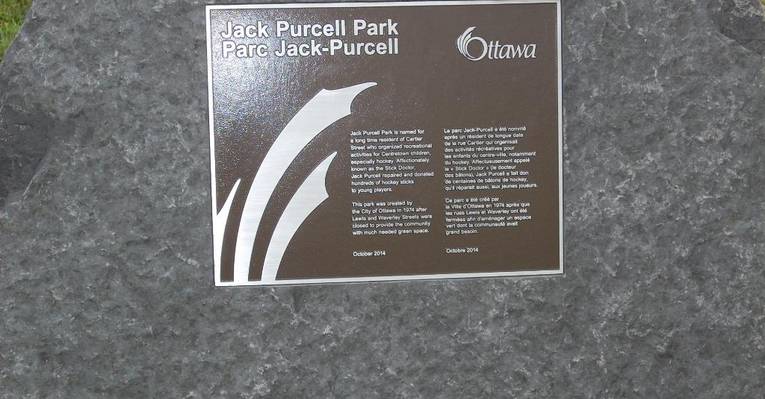 Jack Purcell Park
Parc Jack-Purcell
Ottawa
Jack Purcell Park is named for
a long time resident of Cartier
Street who organized recreational
activities for Centretown children,
especially hockey. Affectionately
known as the Stick Doctor,
Jack Purcell repaired and donated
hundreds of hockey sticks
to young players.
This park was created by
the City of Ottawa in 1974 after
Lewis and Waverley Streets were
closed to provide the community
with much needed green space.
October 2014
Le parc Jack-Purcell a été nommé
après un résident de longue date
de la rue Cartier qui organisait
des activités récréatives pour
les enfants du centre-ville, notamment
du hockey. Affectueusement appelé
le « Stick Doctor » (le docteur
des bâtons), Jack Purcell a fait don
de centaines de bâtons de hockey,
qu'il réparait aussi, aux jeunes joueurs.
Ce parc a été créé par
la Ville d'Ottawa en 1974 après que
les rues Lewis et Waverley ont été
fermées afin d'aménager un espace
vert dont la communauté avait
grand besoin.
Octobre 2014